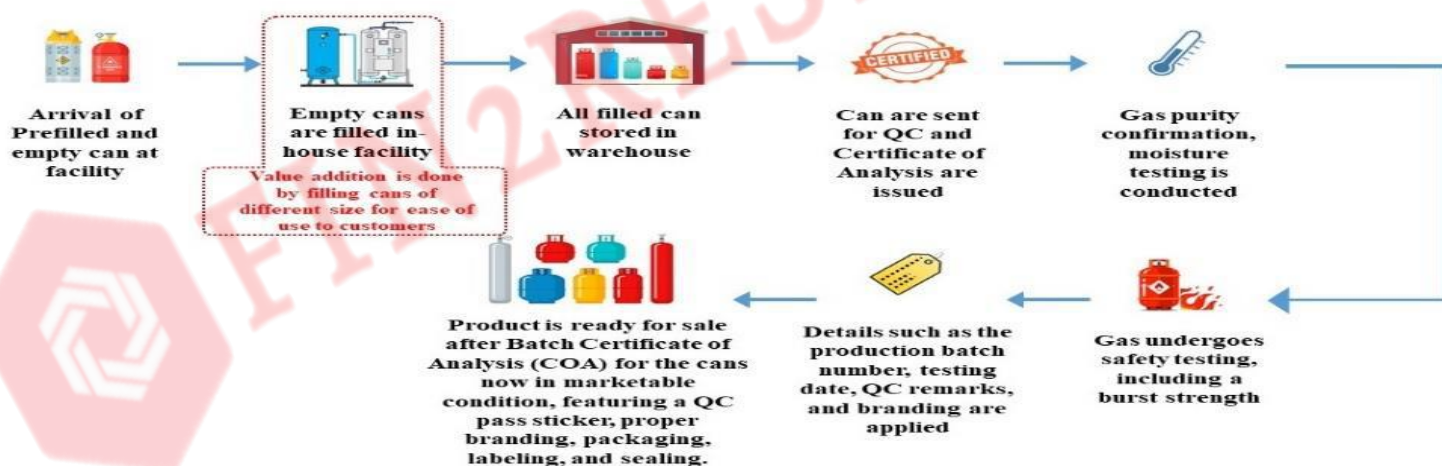 Arrival of
Prefilled and
empty can at
facility
Empty cans
are filled in-
house facility
Value addition is done
by filling cans of
different size for ease of
use to customers
All filled can
stored in
warehouse
CERTIFIED
Can are sent
for QC and
Certificate of
Analysis are
issued
Gas purity
confirmation,
moisture
testing is
conducted
Gas undergoes
safety testing,
including a
burst strength
Details such as the
production batch
number, testing
date, QC remarks,
and branding are
applied
Product is ready for sale
after Batch Certificate of
Analysis (COA) for the cans
now in marketable
condition, featuring a QC
pass sticker, proper
branding, packaging,
labeling, and sealing.
FIN2RES